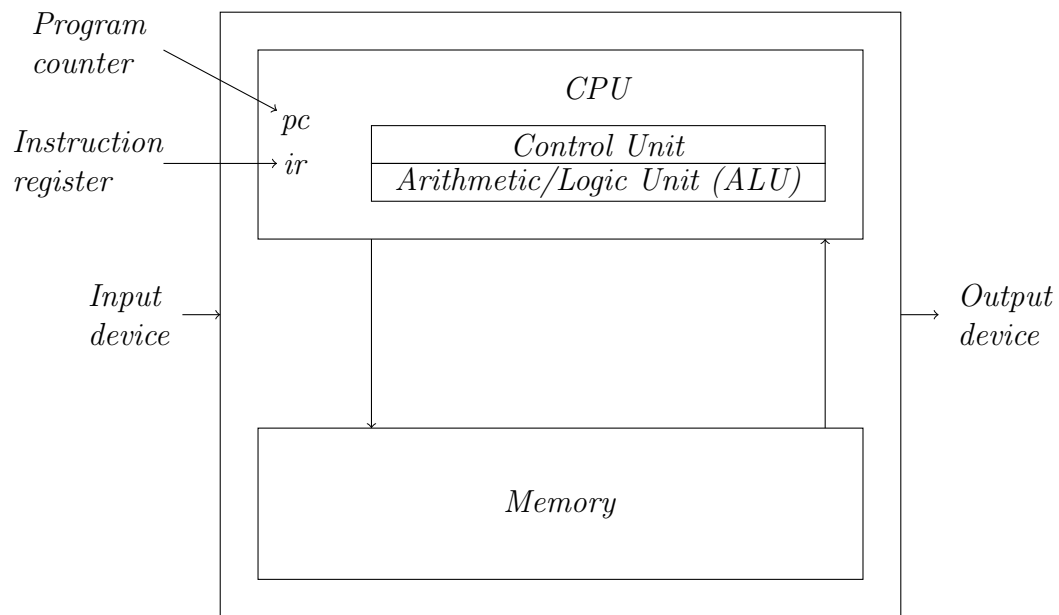 Program
counter
CPU
pc
Control Unit
Instruction
register
ir
Arithmetic/Logic Unit (ALU)
Input
device
Output
device
Memory